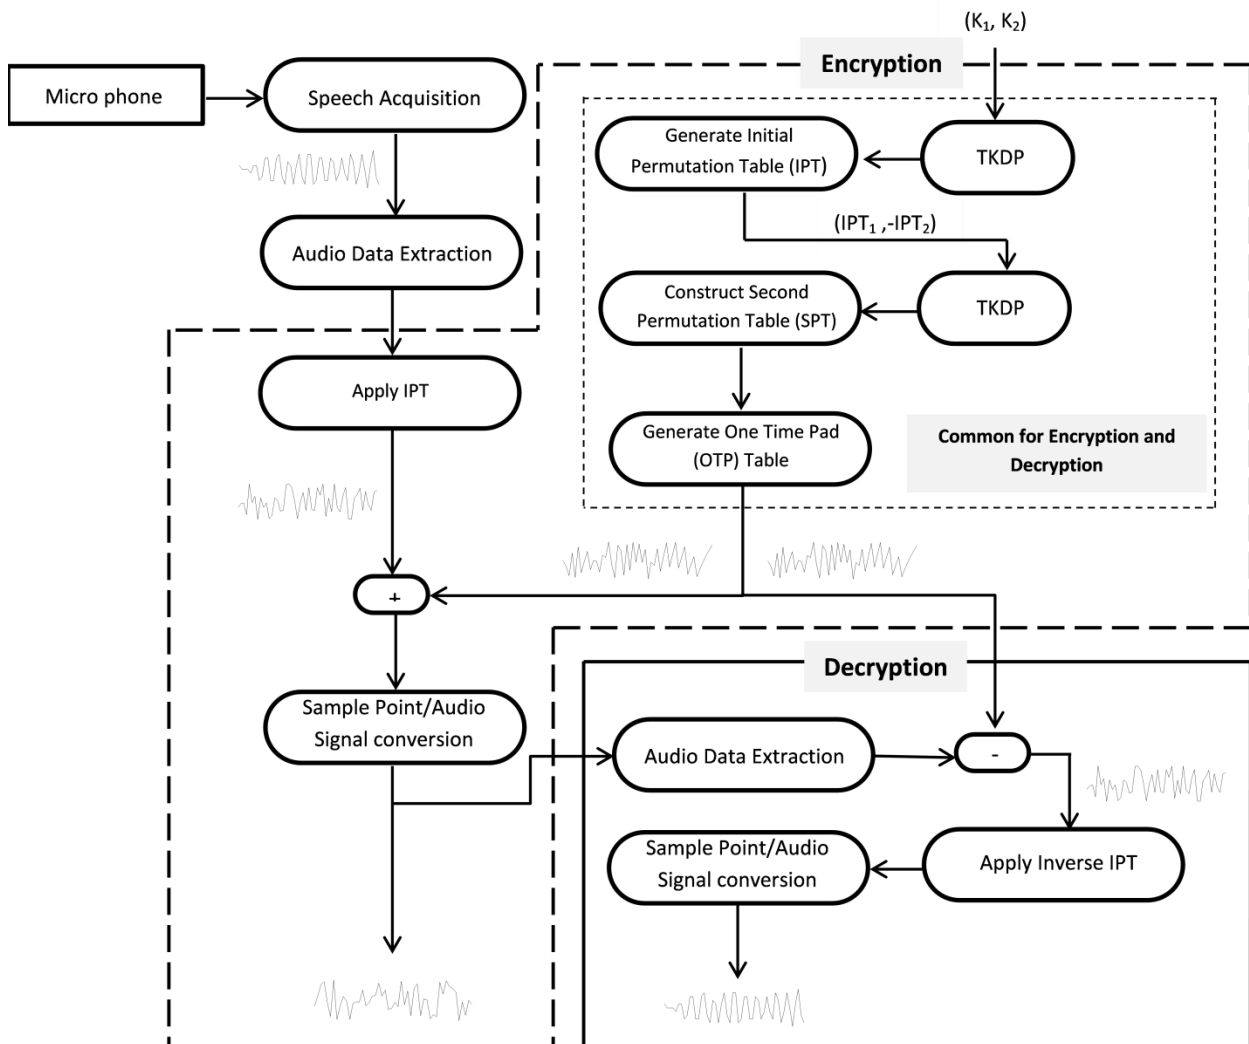 (K₁, K₂)
Encryption
Micro phone
Speech Acquisition
Generate Initial
Permutation Table (IPT)
TKDP
(IPT₁ ,-IPT₂)
Audio Data Extraction
Construct Second
Permutation Table (SPT)
TKDP
Apply IPT
Generate One Time Pad
(OTP) Table
Common for Encryption and
Decryption
+
Decryption
Sample Point/Audio
Signal conversion
Audio Data Extraction
-
Sample Point/Audio
Signal conversion
Apply Inverse IPT